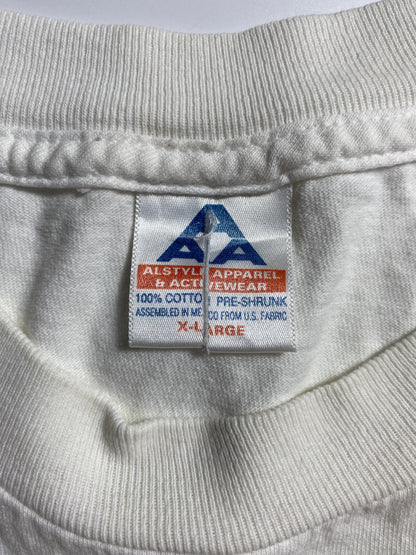 AAA
ALSTYLE APPAREL
& ACTIVEWEAR
100% COTTON PRE-SHRUNK
ASSEMBLED IN MEXICO FROM U.S. FABRIC
X-LARGE